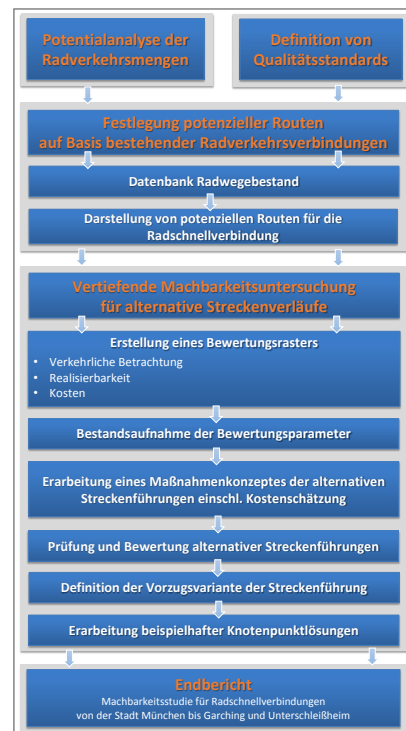 Potentialanalyse der
Radverkehrsmengen
Definition von
Qualitätsstandards
Festlegung potenzieller Routen
auf Basis bestehender Radverkehrsverbindungen
Datenbank Radwegebestand
Darstellung von potenziellen Routen für die
Radschnellverbindung
Vertiefende Machbarkeitsuntersuchung
für alternative Streckenverläufe
Erstellung eines Bewertungsrasters
• Verkehrliche Betrachtung
• Realisierbarkeit
• Kosten
Bestandsaufnahme der Bewertungsparameter
Erarbeitung eines Maßnahmenkonzeptes der alternativen
Streckenführungen einschl. Kostenschätzung
Prüfung und Bewertung alternativer Streckenführungen
Definition der Vorzugsvariante der Streckenführung
Erarbeitung beispielhafter Knotenpunktlösungen
Endbericht
Machbarkeitsstudie für Radschnellverbindungen
von der Stadt München bis Garching und Unterschleißheim